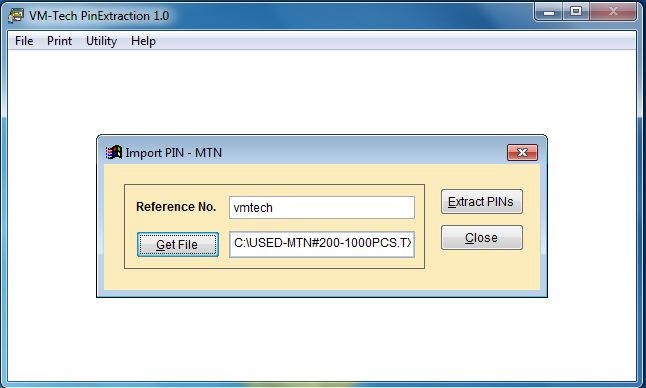 VM-Tech PinExtraction 1.0
File Print Utility Help
Import PIN - MTN
Reference No. vmtech Extract PINs
Get File C:\USED-MTN#200-1000PCS.TX Close